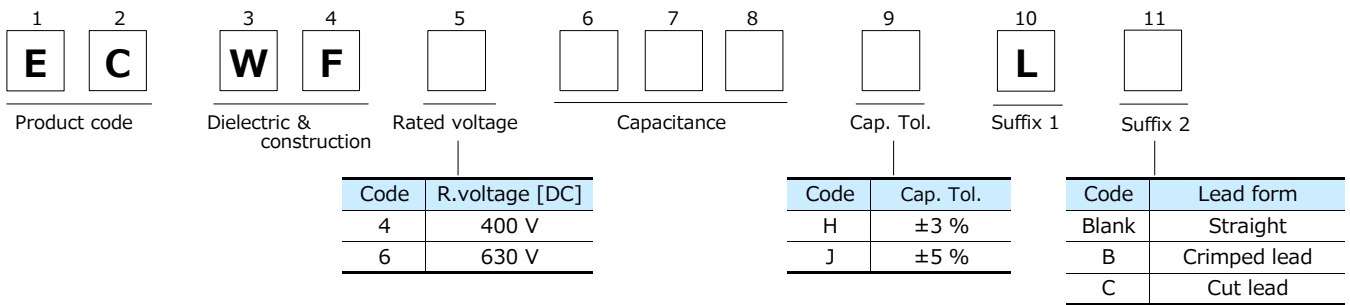 1 2 3 4 5 6 7 8 9 10 11
E C W F L
Product code Dielectric & construction Rated voltage Capacitance Cap. Tol. Suffix 1 Suffix 2
Code R.voltage [DC]
4 400 V
6 630 V
Code Cap. Tol.
H ±3 %
J ±5 %
Code Lead form
Blank Straight
B Crimped lead
C Cut lead